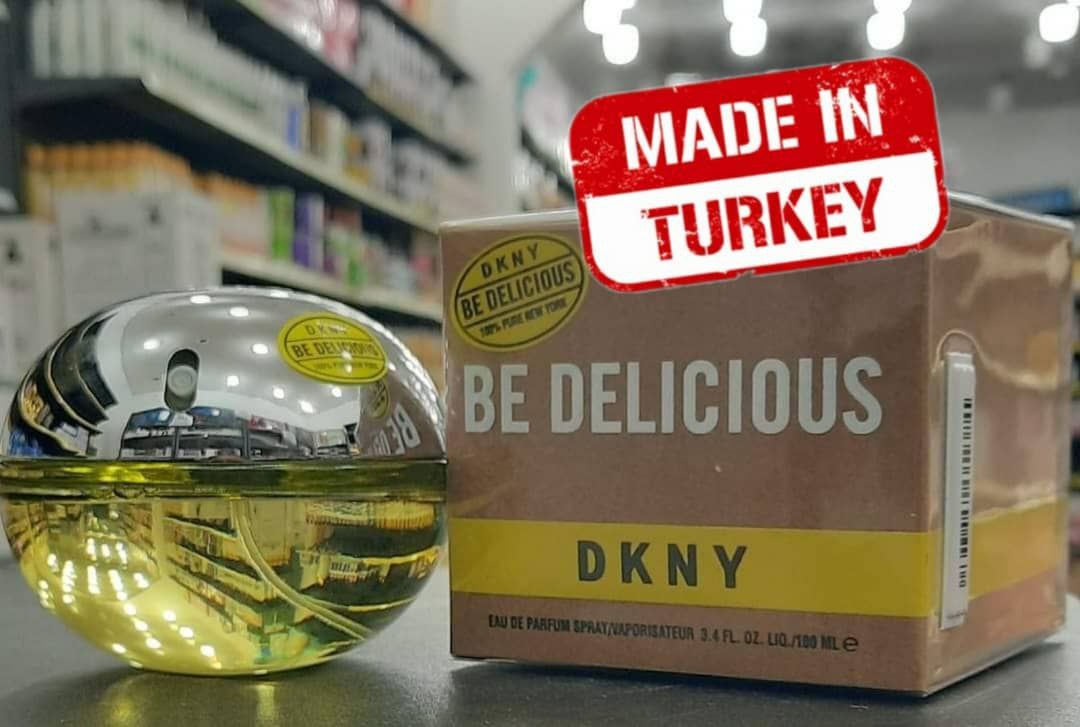 MADE IN
TURKEY
DKNY
BE DELICIOUS
100% PURE NEW YORK
BE DELICIOUS
DKNY
EAU DE PARFUM SPRAY/VAPORISATEUR 3.4 FL. OZ. LIQ./100 ML e
DKNY
BE DELICIOUS